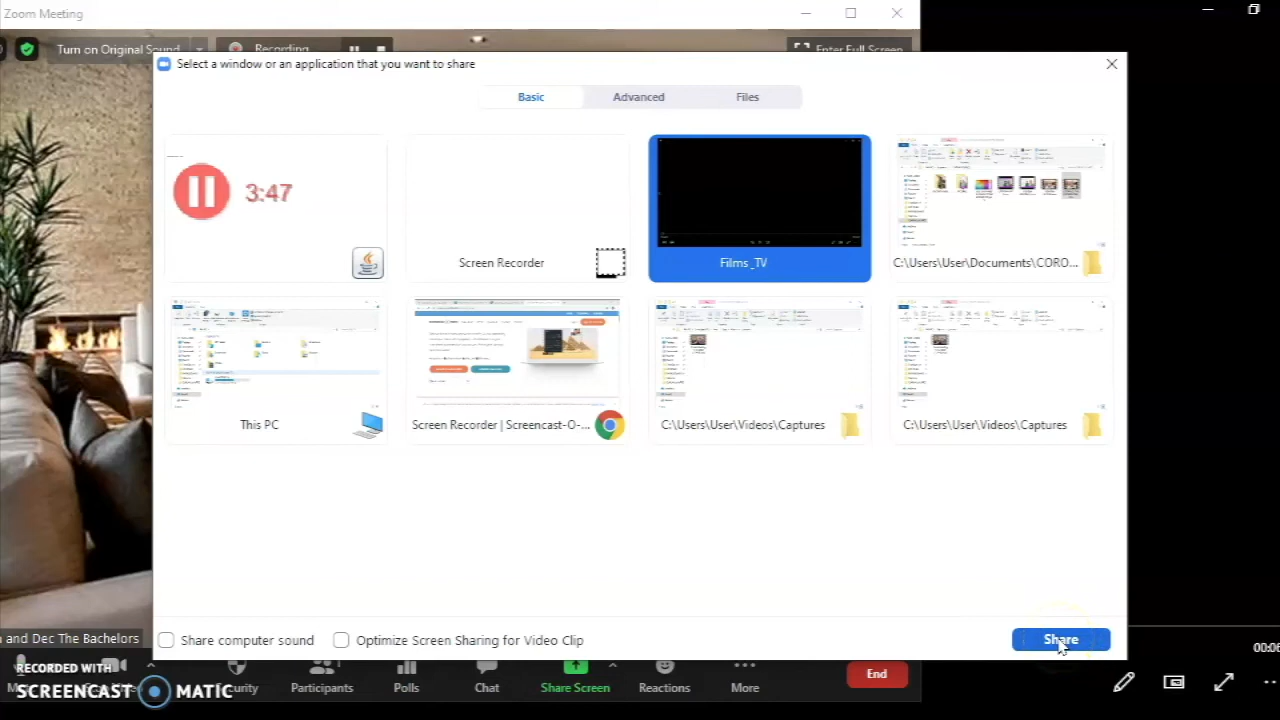 Zoom Meeting
Turn on Original Sound
Recording
Enter Full Screen
Select a window or an application that you want to share
Basic
Advanced
Files
3:47
Screen Recorder
Films_TV
C:\Users\User\Documents\CORO...
This PC
Screen Recorder | Screencast-O-...
C:\Users\User\Videos\Captures
C:\Users\User\Videos\Captures
Share computer sound
Optimize Screen Sharing for Video Clip
Share
and Dec The Bachelors
00:06
RECORDED WITH
SCREENCAST MATIC
Participants
Polls
Chat
Share Screen
Reactions
More
End